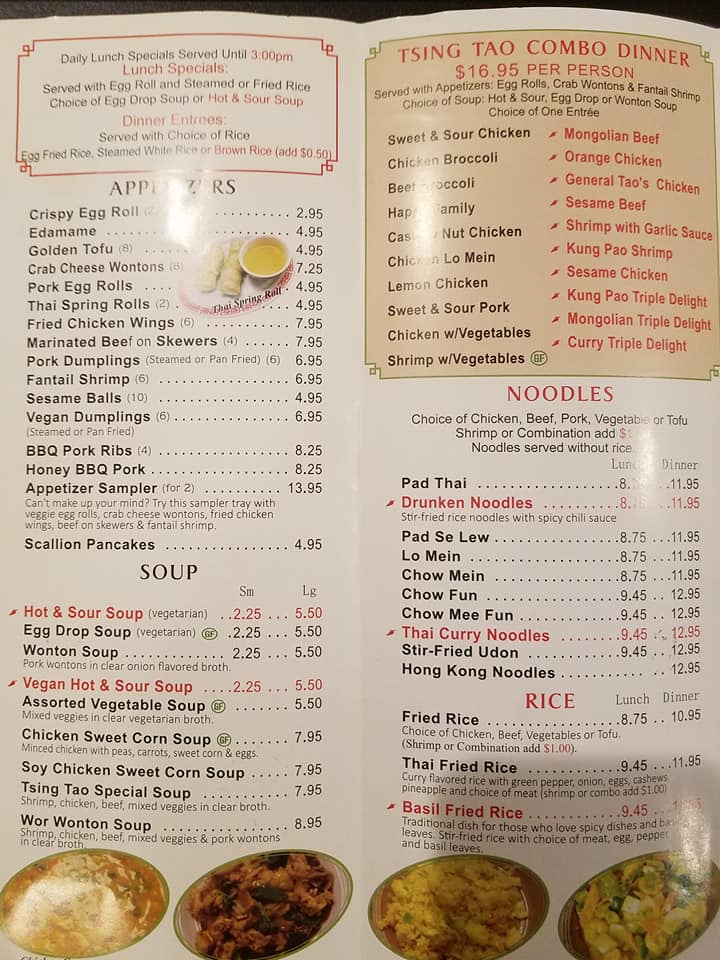 Daily Lunch Specials Served Until 3:00pm
Lunch Specials:
Served with Egg Roll and Steamed or Fried Rice
Choice of Egg Drop Soup or Hot & Sour Soup
Dinner Entrees:
Served with Choice of Rice
Egg Fried Rice, Steamed White Rice or Brown Rice (add $0.50)
APPETIZERS
Crispy Egg Roll (2) .......... 2.95
Edamame ........................ 4.95
Golden Tofu (8) ..... 4.95
Crab Cheese Wontons (6) 7.25
Pork Egg Rolls .... 4.95
Thai Spring Rolls (2) . 4.95
Thai Spring Roll
Fried Chicken Wings (6) ............ 7.95
Marinated Beef on Skewers (4) ...... 7.95
Pork Dumplings (Steamed or Pan Fried) (6) 6.95
Fantail Shrimp (6) .................. 6.95
Sesame Balls (10) .................. 4.95
Vegan Dumplings (6) ............... 6.95
(Steamed or Pan Fried)
BBQ Pork Ribs (4) ................. 8.25
Honey BBQ Pork .................. 8.25
Appetizer Sampler (for 2) ......... 13.95
Can't make up your mind? Try this sampler tray with
veggie egg rolls, crab cheese wontons, fried chicken
wings, beef on skewers & fantail shrimp.
Scallion Pancakes ................ 4.95
SOUP
Sm Lg
Hot & Sour Soup (vegetarian) ..2.25 ... 5.50
Egg Drop Soup (vegetarian) GF .2.25 ... 5.50
Wonton Soup ............ 2.25 ... 5.50
Pork wontons in clear onion flavored broth.
Vegan Hot & Sour Soup ....2.25 ... 5.50
Assorted Vegetable Soup GF ....... 5.50
Mixed veggies in clear vegetarian broth.
Chicken Sweet Corn Soup GF ....... 7.95
Minced chicken with peas, carrots, sweet corn & eggs.
Soy Chicken Sweet Corn Soup ..... 7.95
Tsing Tao Special Soup ........... 7.95
Shrimp, chicken, beef, mixed veggies in clear broth.
Wor Wonton Soup ................ 8.95
Shrimp, chicken, beef, mixed veggies & pork wontons
in clear broth.
TSING TAO COMBO DINNER
$16.95 PER PERSON
Served with Appetizers: Egg Rolls, Crab Wontons & Fantail Shrimp
Choice of Soup: Hot & Sour, Egg Drop or Wonton Soup
Choice of One Entrée
Sweet & Sour Chicken
Chicken Broccoli
Beef Broccoli
Happy Family
Cashew Nut Chicken
Chicken Lo Mein
Lemon Chicken
Sweet & Sour Pork
Chicken w/Vegetables
Shrimp w/Vegetables GF
Mongolian Beef
Orange Chicken
General Tao's Chicken
Sesame Beef
Shrimp with Garlic Sauce
Kung Pao Shrimp
Sesame Chicken
Kung Pao Triple Delight
Mongolian Triple Delight
Curry Triple Delight
NOODLES
Choice of Chicken, Beef, Pork, Vegetable or Tofu
Shrimp or Combination add
Noodles served without rice.
Lunch Dinner
Pad Thai .......... ...11.95
Drunken Noodles .......... ...11.95
Stir-fried rice noodles with spicy chili sauce
Pad Se Lew ................8.75 ...11.95
Lo Mein ....................8.75 ...11.95
Chow Mein .................8.75 ...11.95
Chow Fun ..................9.45 .. 12.95
Chow Mee Fun .............9.45 .. 12.95
Thai Curry Noodles .......9.45 .. 12.95
Stir-Fried Udon ............9.45 .. 12.95
Hong Kong Noodles ........... .. 12.95
RICE
Lunch Dinner
Fried Rice .................8.75 .. 10.95
Choice of Chicken, Beef, Vegetables or Tofu.
(Shrimp or Combination add $1.00).
Thai Fried Rice ............9.45 ...11.95
Curry flavored rice with green pepper, onion, eggs, cashews
pineapple and choice of meat (shrimp or combo add $1.00)
Basil Fried Rice ............9.45 ..
Traditional dish for those who love spicy dishes and
leaves. Stir-fried rice with choice of meat, egg, pepper
and basil leaves.